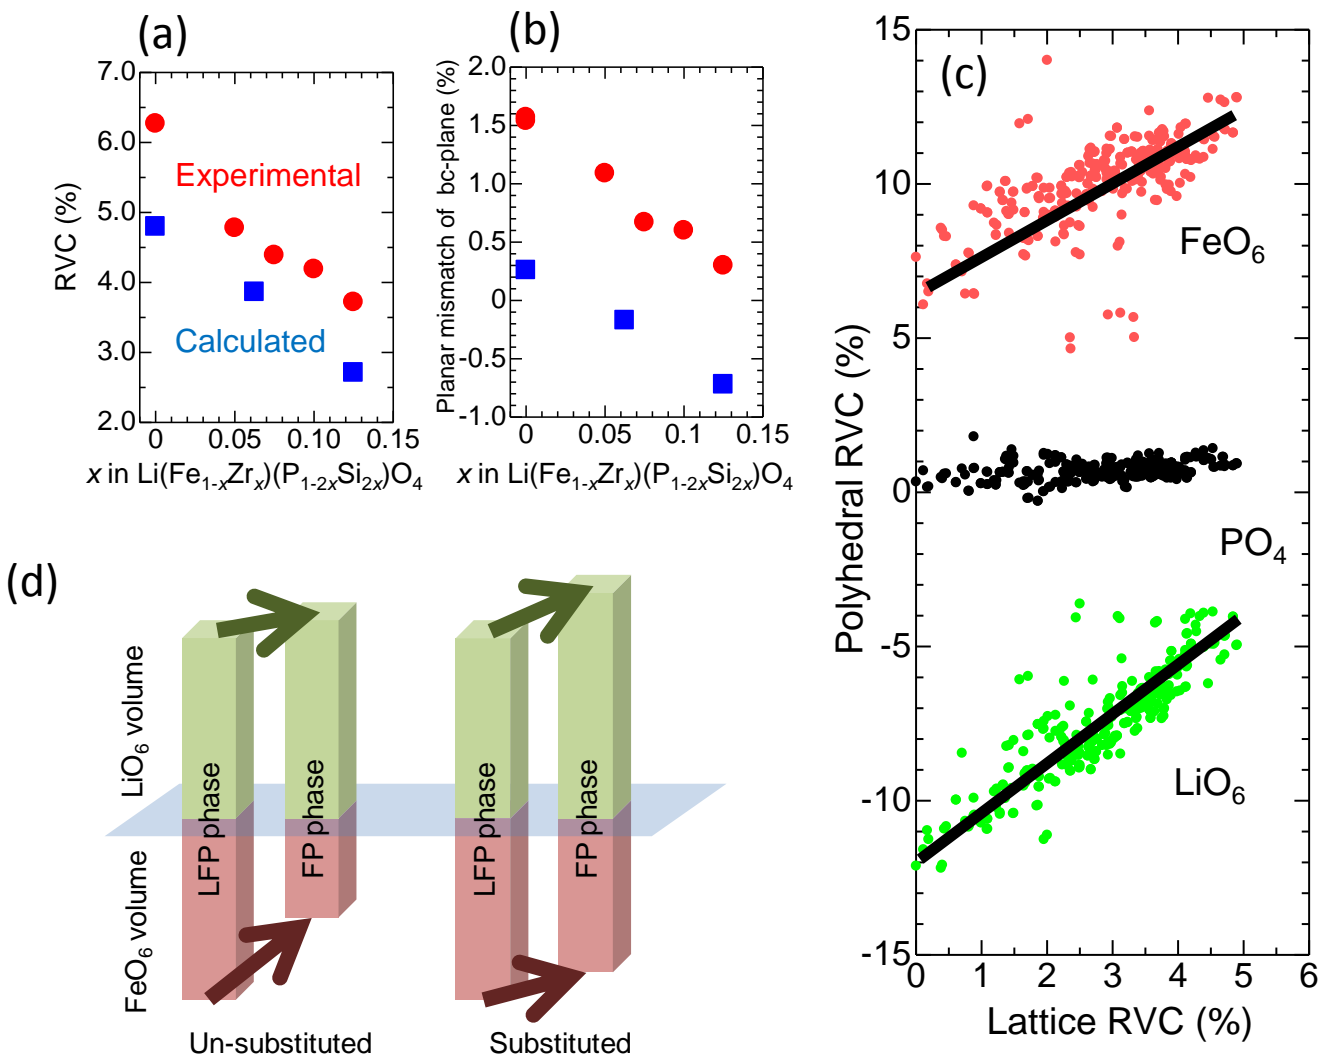 (a)
7.0
6.0
5.0
4.0
3.0
2.0
RVC (%)
Experimental
Calculated
0 0.05 0.10 0.15
x in Li(Fe1-xZrx)(P1-2xSi2x)O4
(b)
2.0
1.5
1.0
0.5
0
-0.5
-1.0
Planar mismatch of bc-plane (%)
0 0.05 0.10 0.15
x in Li(Fe1-xZrx)(P1-2xSi2x)O4
(c)
15
10
5
0
-5
-10
-15
Polyhedral RVC (%)
FeO6
PO4
LiO6
0 1 2 3 4 5 6
Lattice RVC (%)
(d)
LiO6 volume
FeO6 volume
LFP phase
FP phase
LFP phase
FP phase
Un-substituted
Substituted